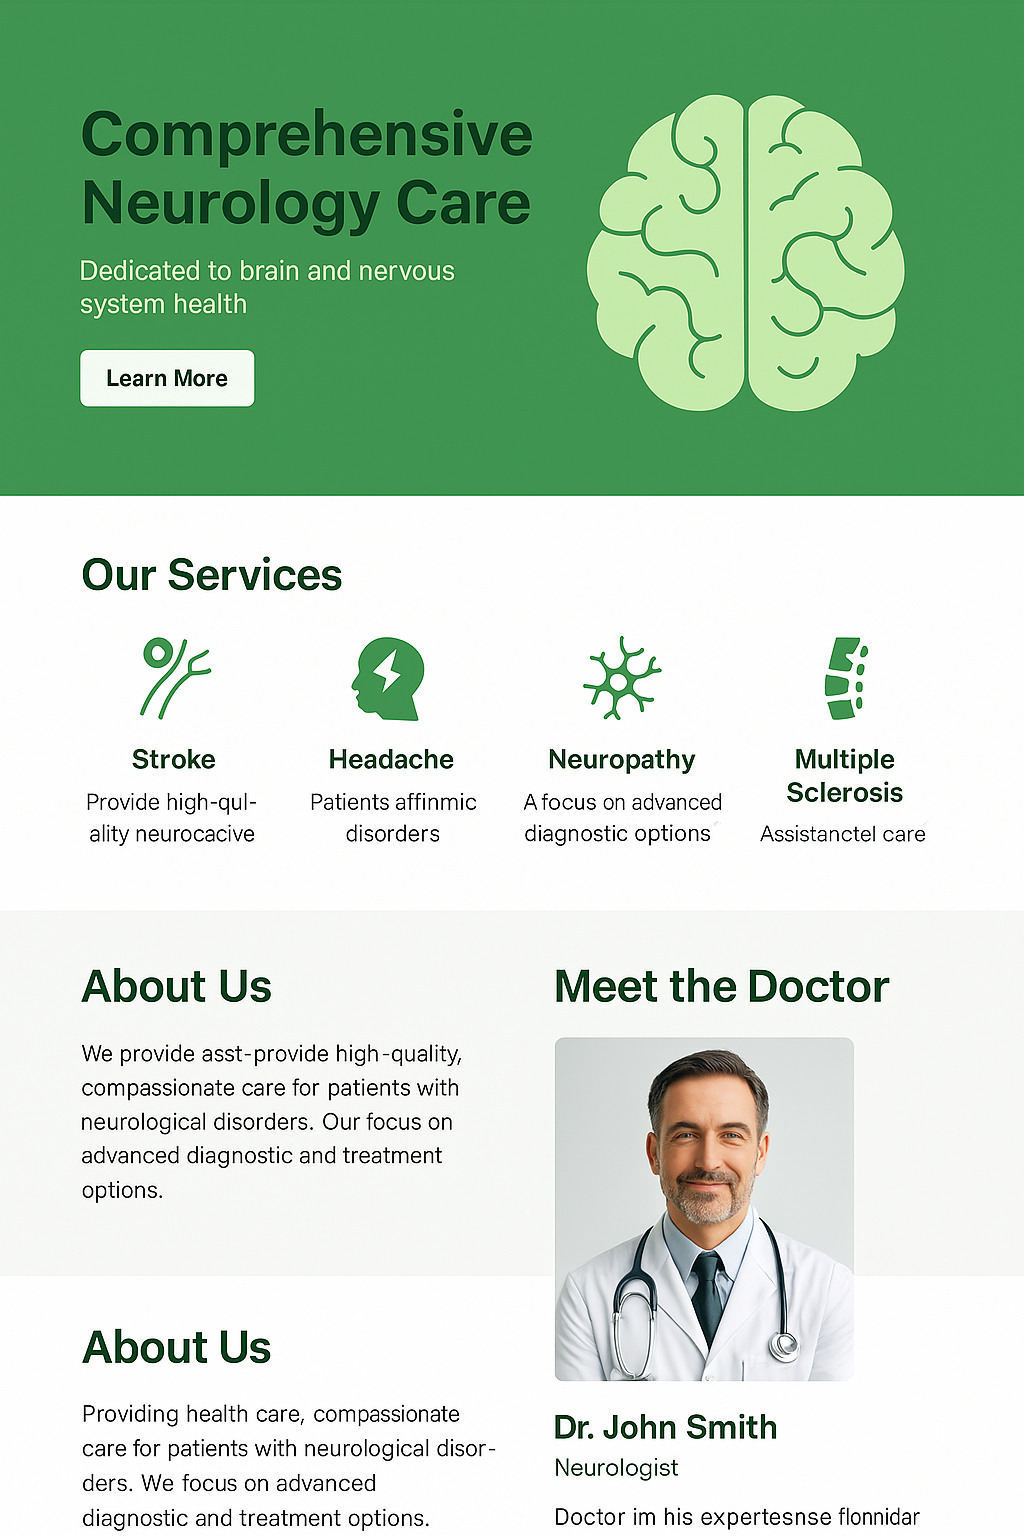 Comprehensive
Neurology Care
Dedicated to brain and nervous
system health
Learn More
Our Services
Stroke
Provide high-qul-
ality neurocacive
Headache
Patients affinmic
disorders
Neuropathy
A focus on advanced
diagnostic options
Multiple
Sclerosis
Assistanctel care
About Us
We provide asst-provide high-quality,
compassionate care for patients with
neurological disorders. Our focus on
advanced diagnostic and treatment
options.
About Us
Providing health care, compassionate
care for patients with neurological disor-
ders. We focus on advanced
diagnostic and treatment options.
Meet the Doctor
Dr. John Smith
Neurologist
Doctor im his expertesnse flonnidar